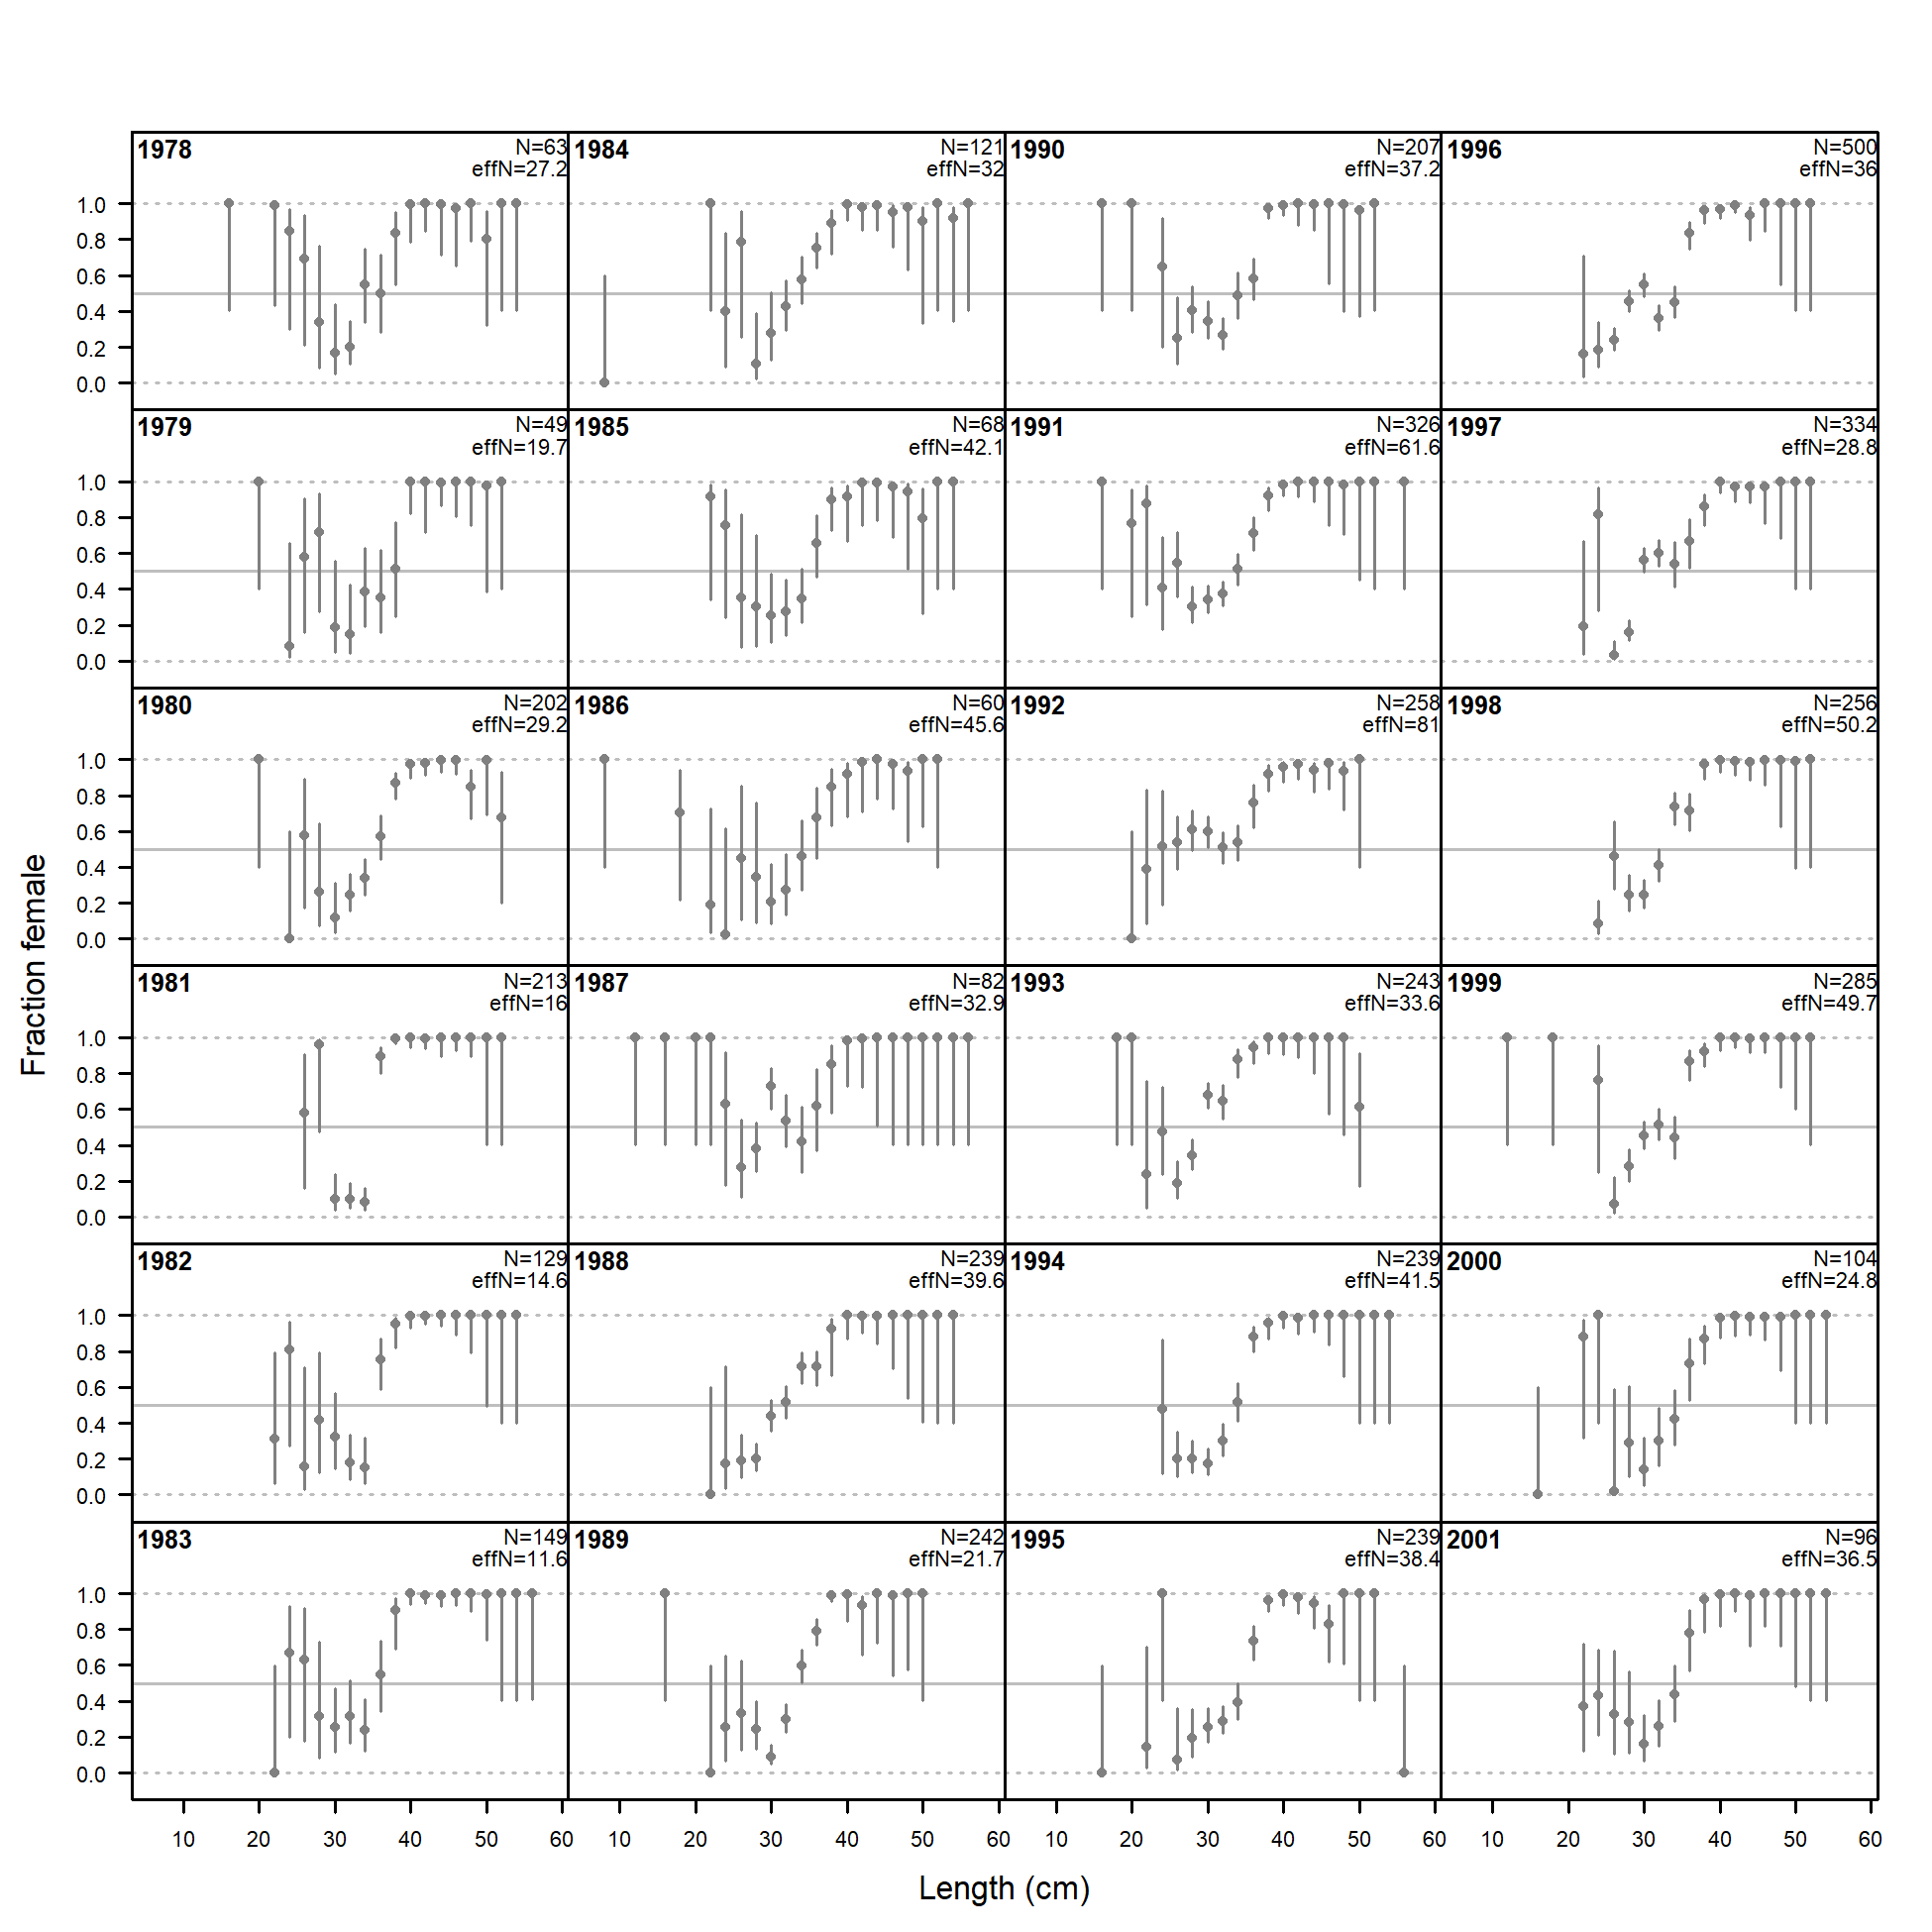 1978 N=63 1984 N=121 1990 N=207 1996 N=500
effN=27.2 effN=32 effN=37.2 effN=36
1.0
0.8
0.6
0.4
0.2
0.0
1979 N=49 1985 N=68 1991 N=326 1997 N=334
effN=19.7 effN=42.1 effN=61.6 effN=28.8
1.0
0.8
0.6
0.4
0.2
0.0
1980 N=202 1986 N=60 1992 N=258 1998 N=256
effN=29.2 effN=45.6 effN=81 effN=50.2
1.0
0.8
0.6
0.4
0.2
0.0
Fraction female
1981 N=213 1987 N=82 1993 N=243 1999 N=285
effN=16 effN=32.9 effN=33.6 effN=49.7
1.0
0.8
0.6
0.4
0.2
0.0
1982 N=129 1988 N=239 1994 N=239 2000 N=104
effN=14.6 effN=39.6 effN=41.5 effN=24.8
1.0
0.8
0.6
0.4
0.2
0.0
1983 N=149 1989 N=242 1995 N=239 2001 N=96
effN=11.6 effN=21.7 effN=38.4 effN=36.5
1.0
0.8
0.6
0.4
0.2
0.0
10 20 30 40 50 60 10 20 30 40 50 60 10 20 30 40 50 60 10 20 30 40 50 60
Length (cm)